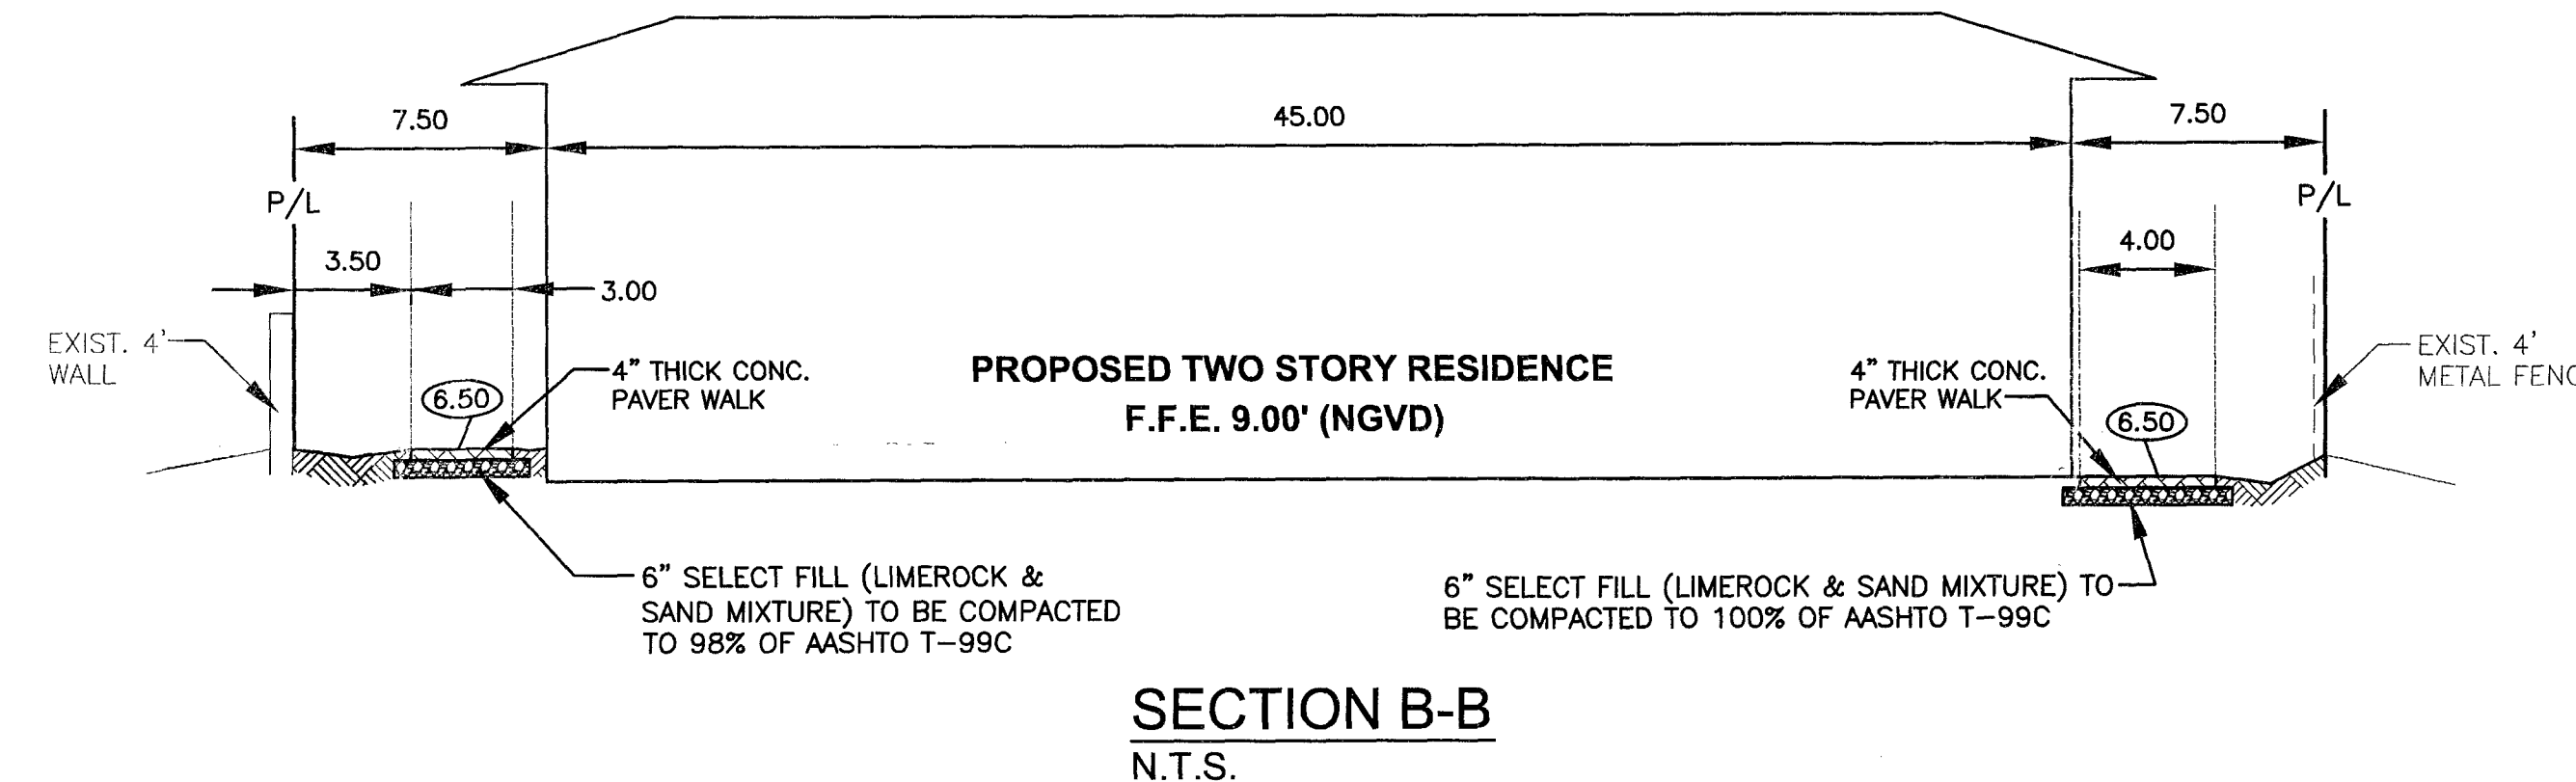 7.50
45.00
7.50
P/L
P/L
3.50
3.00
4.00
EXIST. 4'
WALL
4" THICK CONC.
PAVER WALK
6.50
PROPOSED TWO STORY RESIDENCE
F.F.E. 9.00' (NGVD)
4" THICK CONC.
PAVER WALK
6.50
EXIST. 4'
METAL FENC
6" SELECT FILL (LIMEROCK &
SAND MIXTURE) TO BE COMPACTED
TO 98% OF AASHTO T-99C
6" SELECT FILL (LIMEROCK & SAND MIXTURE) TO
BE COMPACTED TO 100% OF AASHTO T-99C
SECTION B-B
N.T.S.